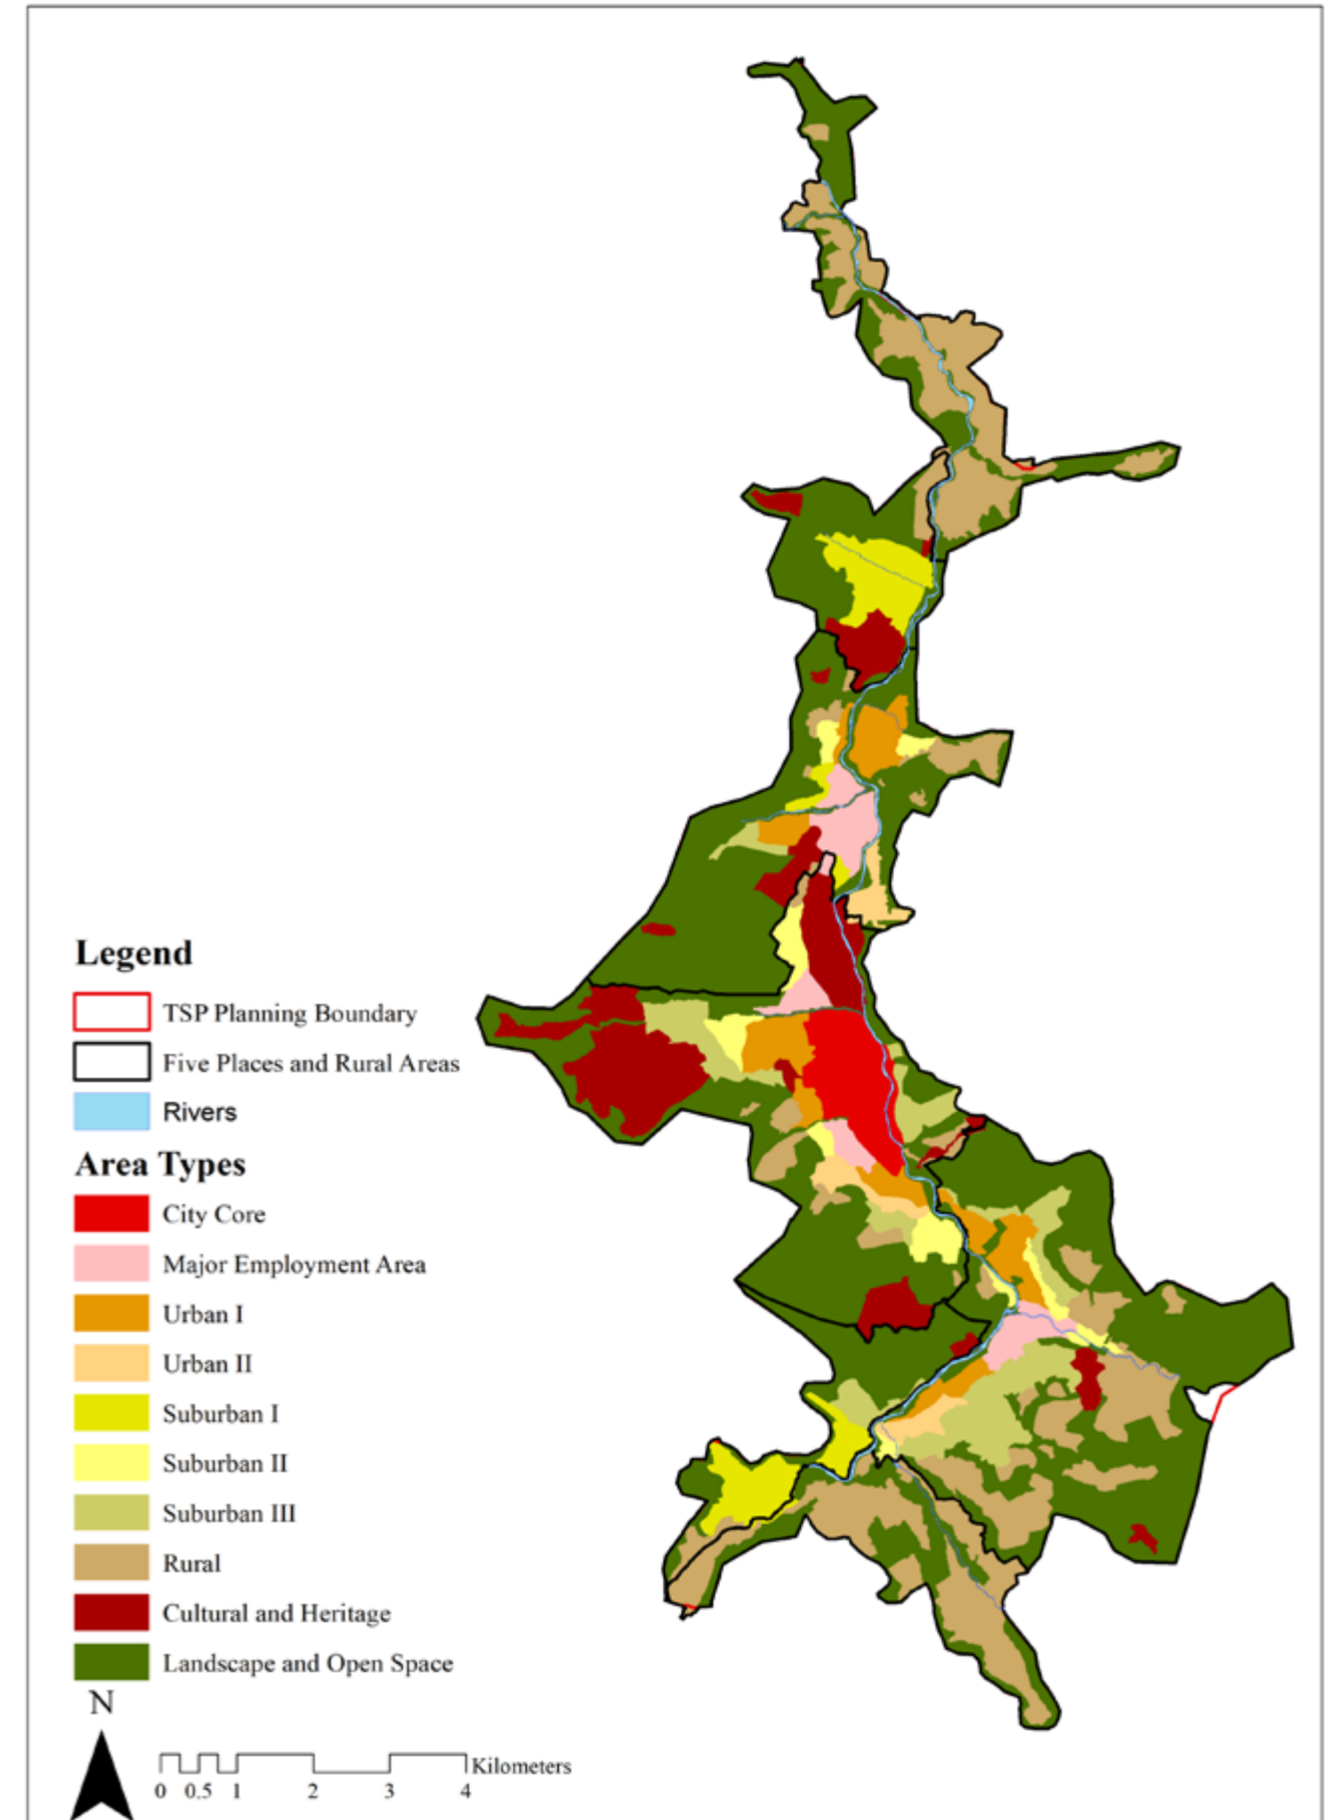 Legend
TSP Planning Boundary
Five Places and Rural Areas
Rivers
Area Types
City Core
Major Employment Area
Urban I
Urban II
Suburban I
Suburban II
Suburban III
Rural
Cultural and Heritage
Landscape and Open Space
N
Kilometers
0 0.5 1 2 3 4